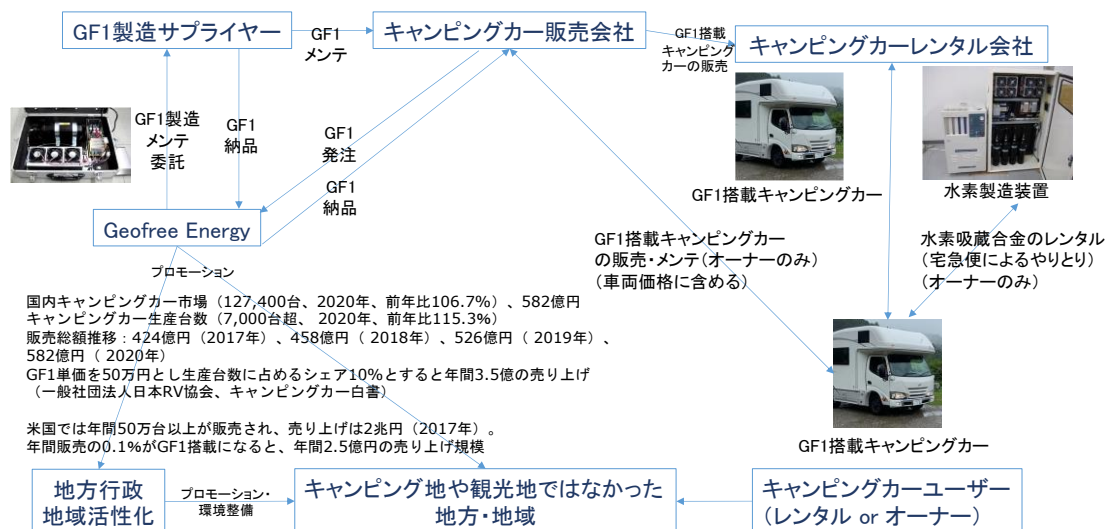 GF1製造サプライヤー
GF1
メンテ
キャンピングカー販売会社
GF1搭載
キャンピング
カーの販売
キャンピングカーレンタル会社
GF1製造
メンテ
委託
GF1
納品
GF1
発注
GF1
納品
GF1搭載キャンピングカー
水素製造装置
Geofree Energy
GF1搭載キャンピングカー
の販売・メンテ(オーナーのみ)
(車両価格に含める)
水素吸蔵合金のレンタル
(宅急便によるやりとり)
(オーナーのみ)
プロモーション
国内キャンピングカー市場（127,400台、2020年、前年比106.7%）、582億円
キャンピングカー生産台数（7,000台超、 2020年、前年比115.3%）
販売総額推移：424億円（2017年）、458億円（ 2018年）、526億円（ 2019年）、
582億円（ 2020年）
GF1単価を50万円とし生産台数に占めるシェア10%とすると年間3.5億の売り上げ
（一般社団法人日本RV協会、キャンピングカー白書）
米国では年間50万台以上が販売され、売り上げは2兆円（2017年）。
年間販売の0.1%がGF1搭載になると、年間2.5億円の売り上げ規模
GF1搭載キャンピングカー
地方行政
地域活性化
プロモーション・
環境整備
キャンピング地や観光地ではなかった
地方・地域
キャンピングカーユーザー
(レンタル or オーナー)